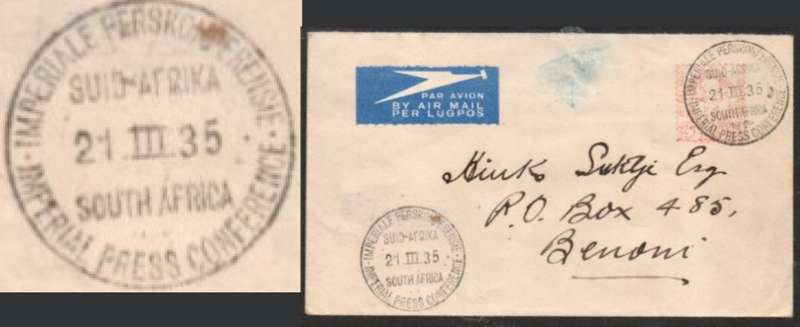 IMPERIALE PERSKONFERENSIE
SUID-AFRIKA
21.III.35
SOUTH AFRICA
IMPERIAL PRESS CONFERENCE
PAR AVION
BY AIR MAIL
PER LUGPOS
IMPERIALE PERSKONFERENSIE
SUID-AFRIKA
21.III.35
SOUTH AFRICA
IMPERIAL PRESS CONFERENCE
Esq
P.O. Box 485,
Benoni
IMPERIALE PERSKONFERENSIE
SUID-AFRIKA
21.III.35
SOUTH AFRICA
IMPERIAL PRESS CONFERENCE